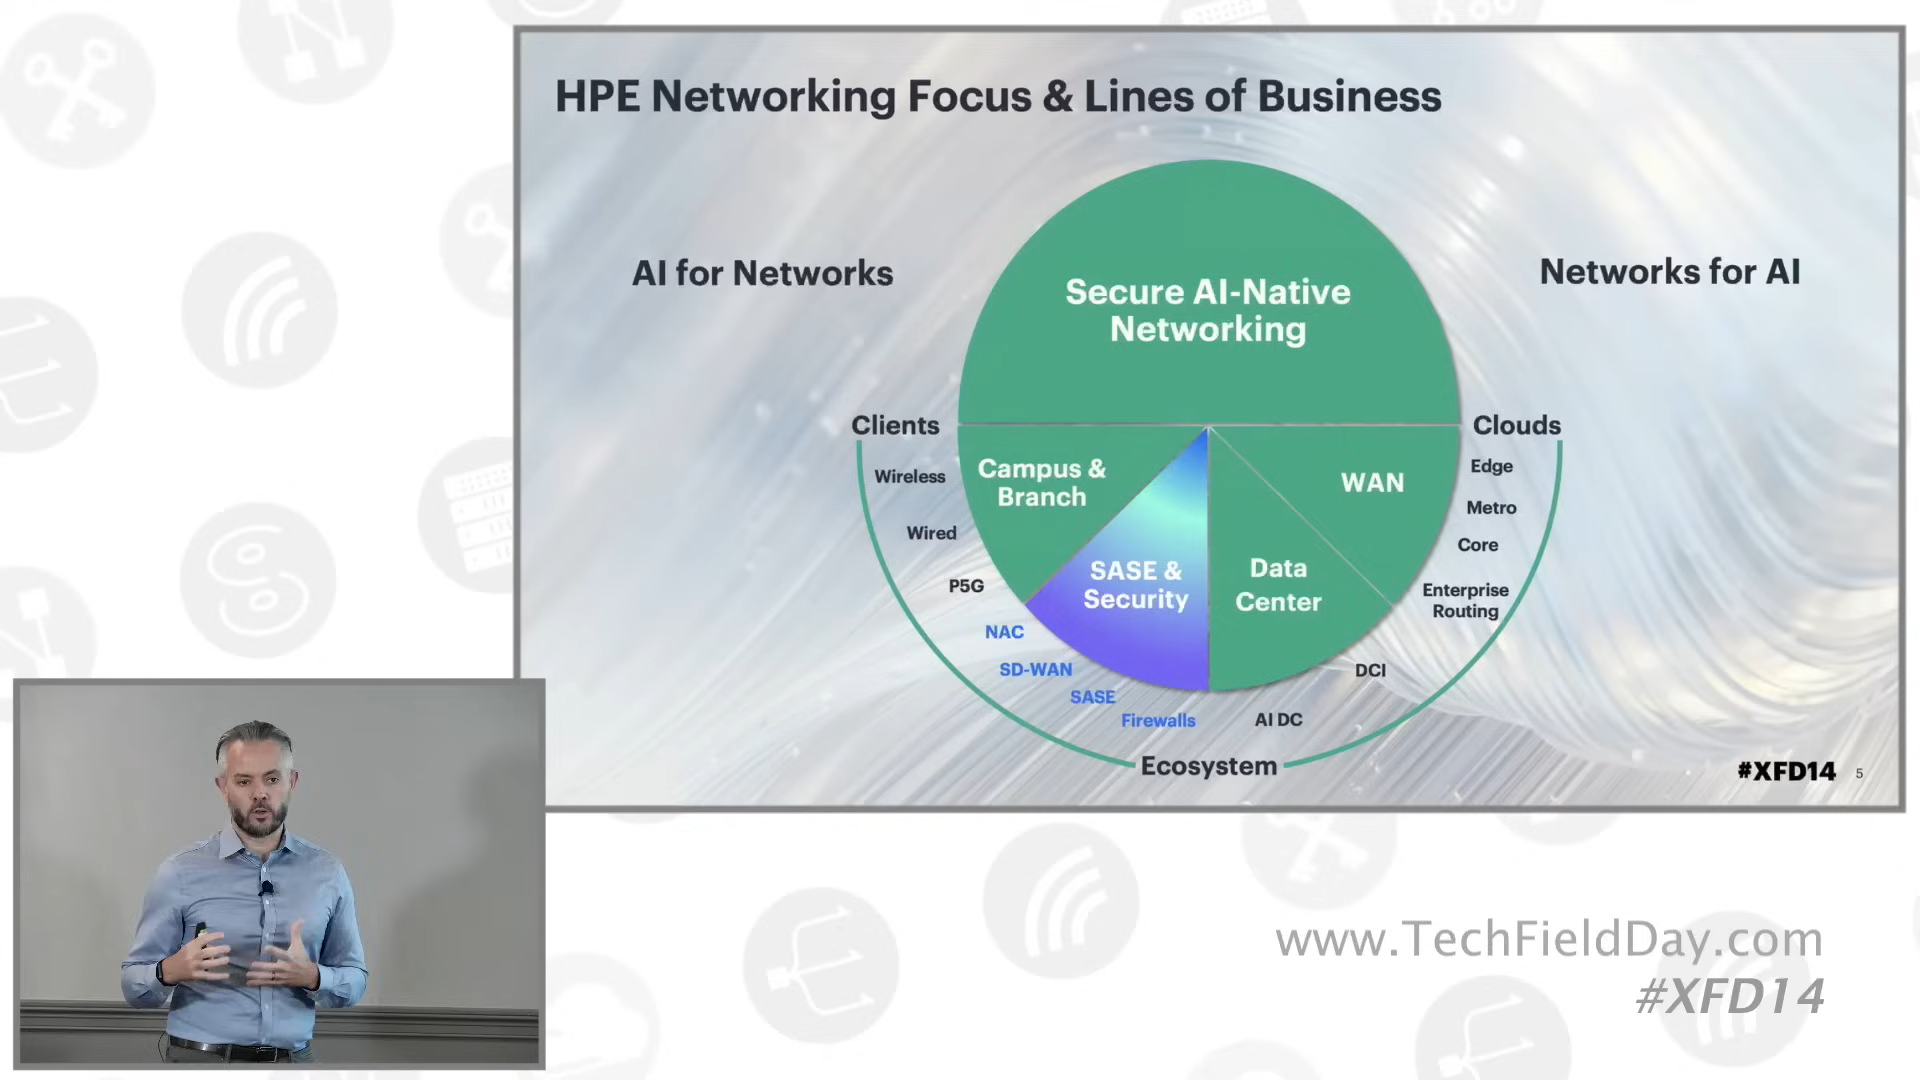 HPE Networking Focus & Lines of Business
AI for Networks
Networks for AI
Secure AI-Native
Networking
Clients
Clouds
Wireless
Wired
P5G
NAC
SD-WAN
SASE
Firewalls
Campus &
Branch
SASE &
Security
Data
Center
WAN
Edge
Metro
Core
Enterprise
Routing
DCI
AI DC
Ecosystem
#XFD14
5
www.TechFieldDay.com
#XFD14